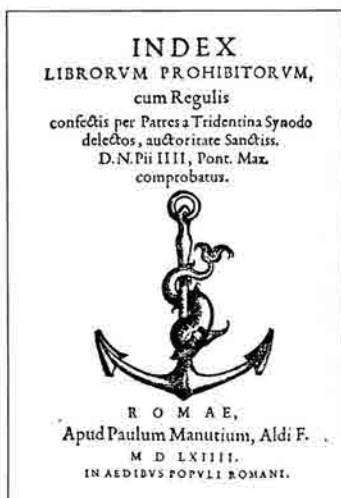 INDEX
LIBRORVM PROHIBITORVM,
cum Regulis
confectis per Patres a Tridentina Synodo
delectos, auctoritate Sanctiss.
D. N. Pii IIII, Pont. Max.
comprobatus.
ROMAE,
Apud Paulum Manutium, Aldi F.
M D LXIIII.
IN AEDIBVS POPVLI ROMANI.